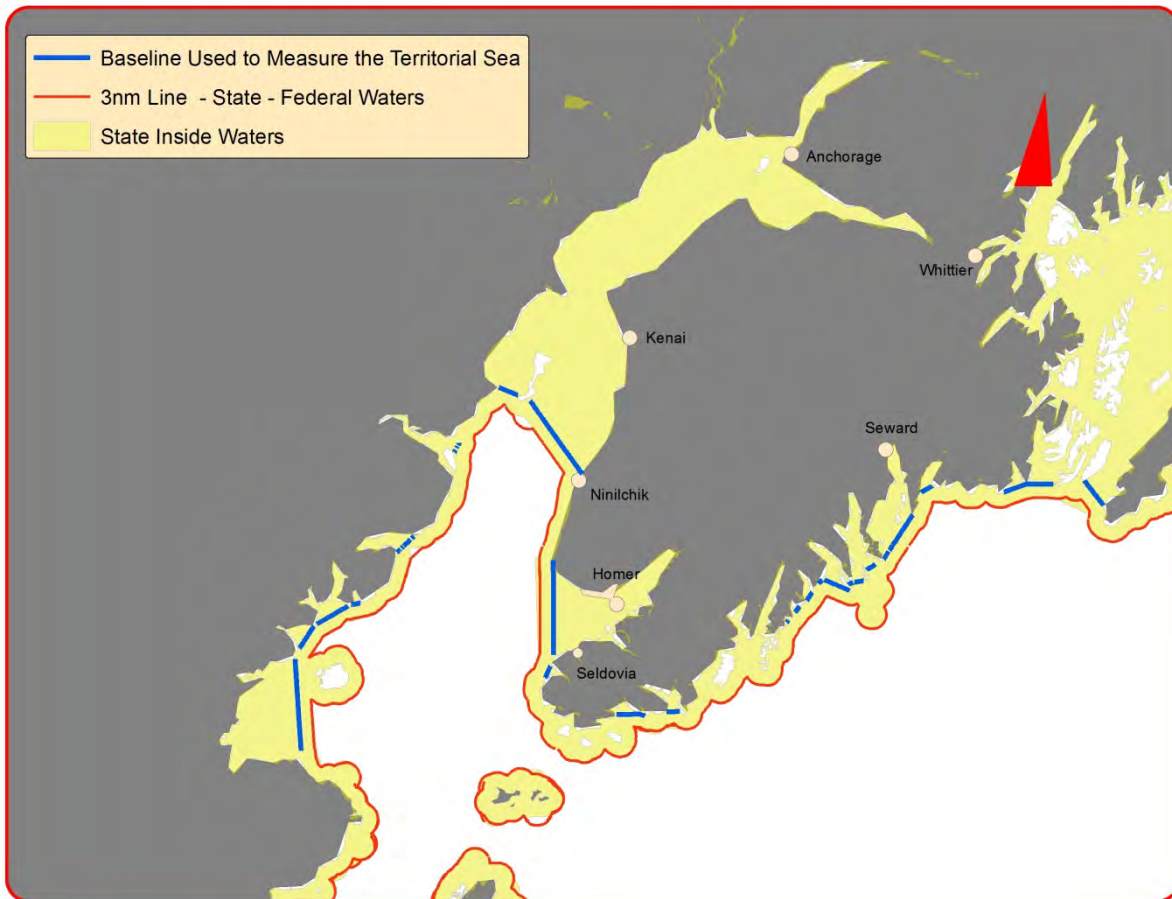 Baseline Used to Measure the Territorial Sea
3nm Line - State - Federal Waters
State Inside Waters
Anchorage
Whittier
Kenai
Seward
Ninilchik
Homer
Seldovia